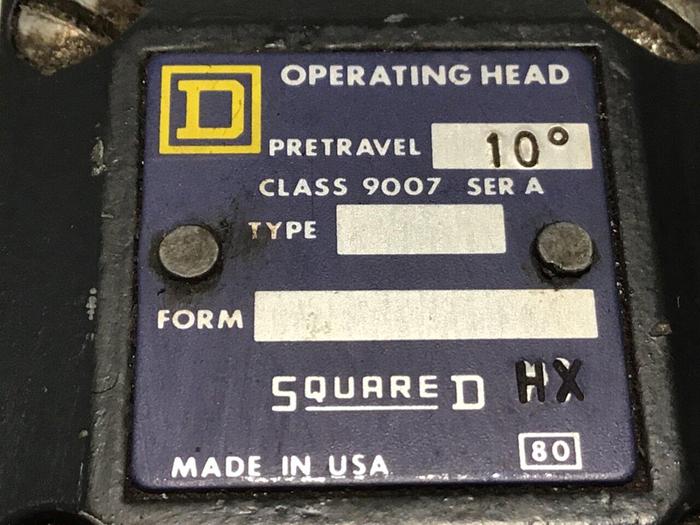 D OPERATING HEAD
PRETRAVEL 10°
CLASS 9007 SER A
TYPE
FORM
SQUARE D HX
MADE IN USA 80